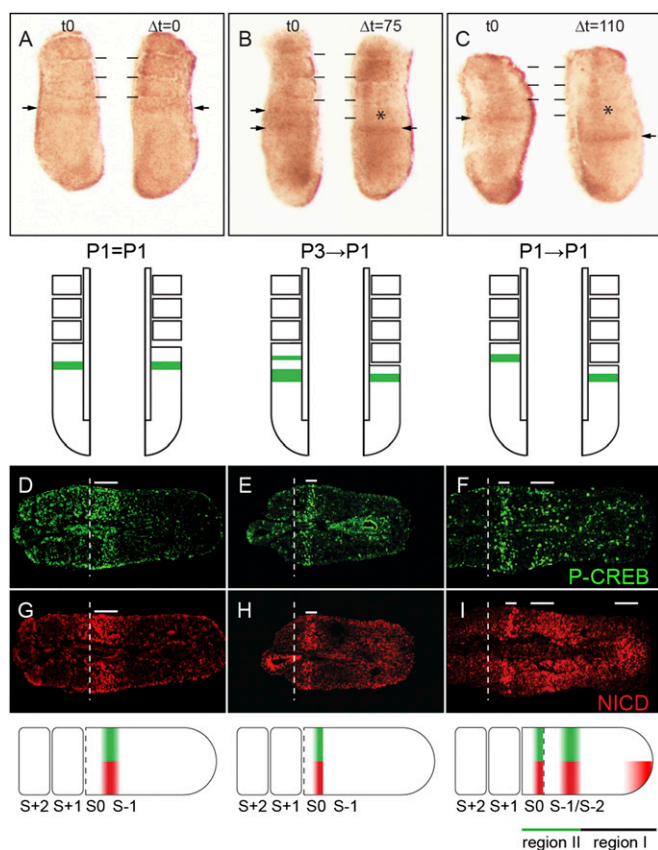 A t0 Δt=0
B t0 Δt=75
C t0 Δt=110
*
*
P1=P1 P3→P1 P1→P1
D E F
P-CREB
G H I
NICD
S+2 S+1 S0 S-1
S+2 S+1 S0 S-1
S+2 S+1 S0 S-1/S-2
region II region I